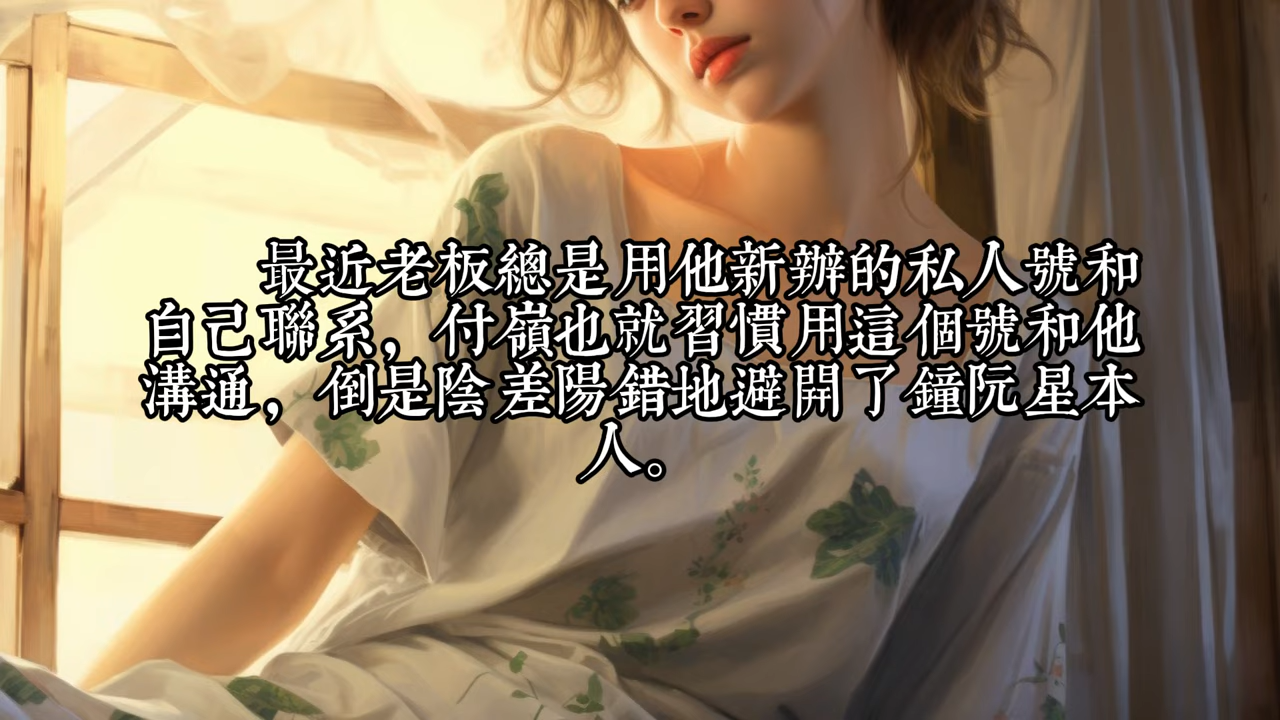 最近老板總是用他新辦的私人號和
自己聯系，付嶺也就習慣用這個號和他
溝通，倒是陰差陽錯地避開了鐘阮星本
人。